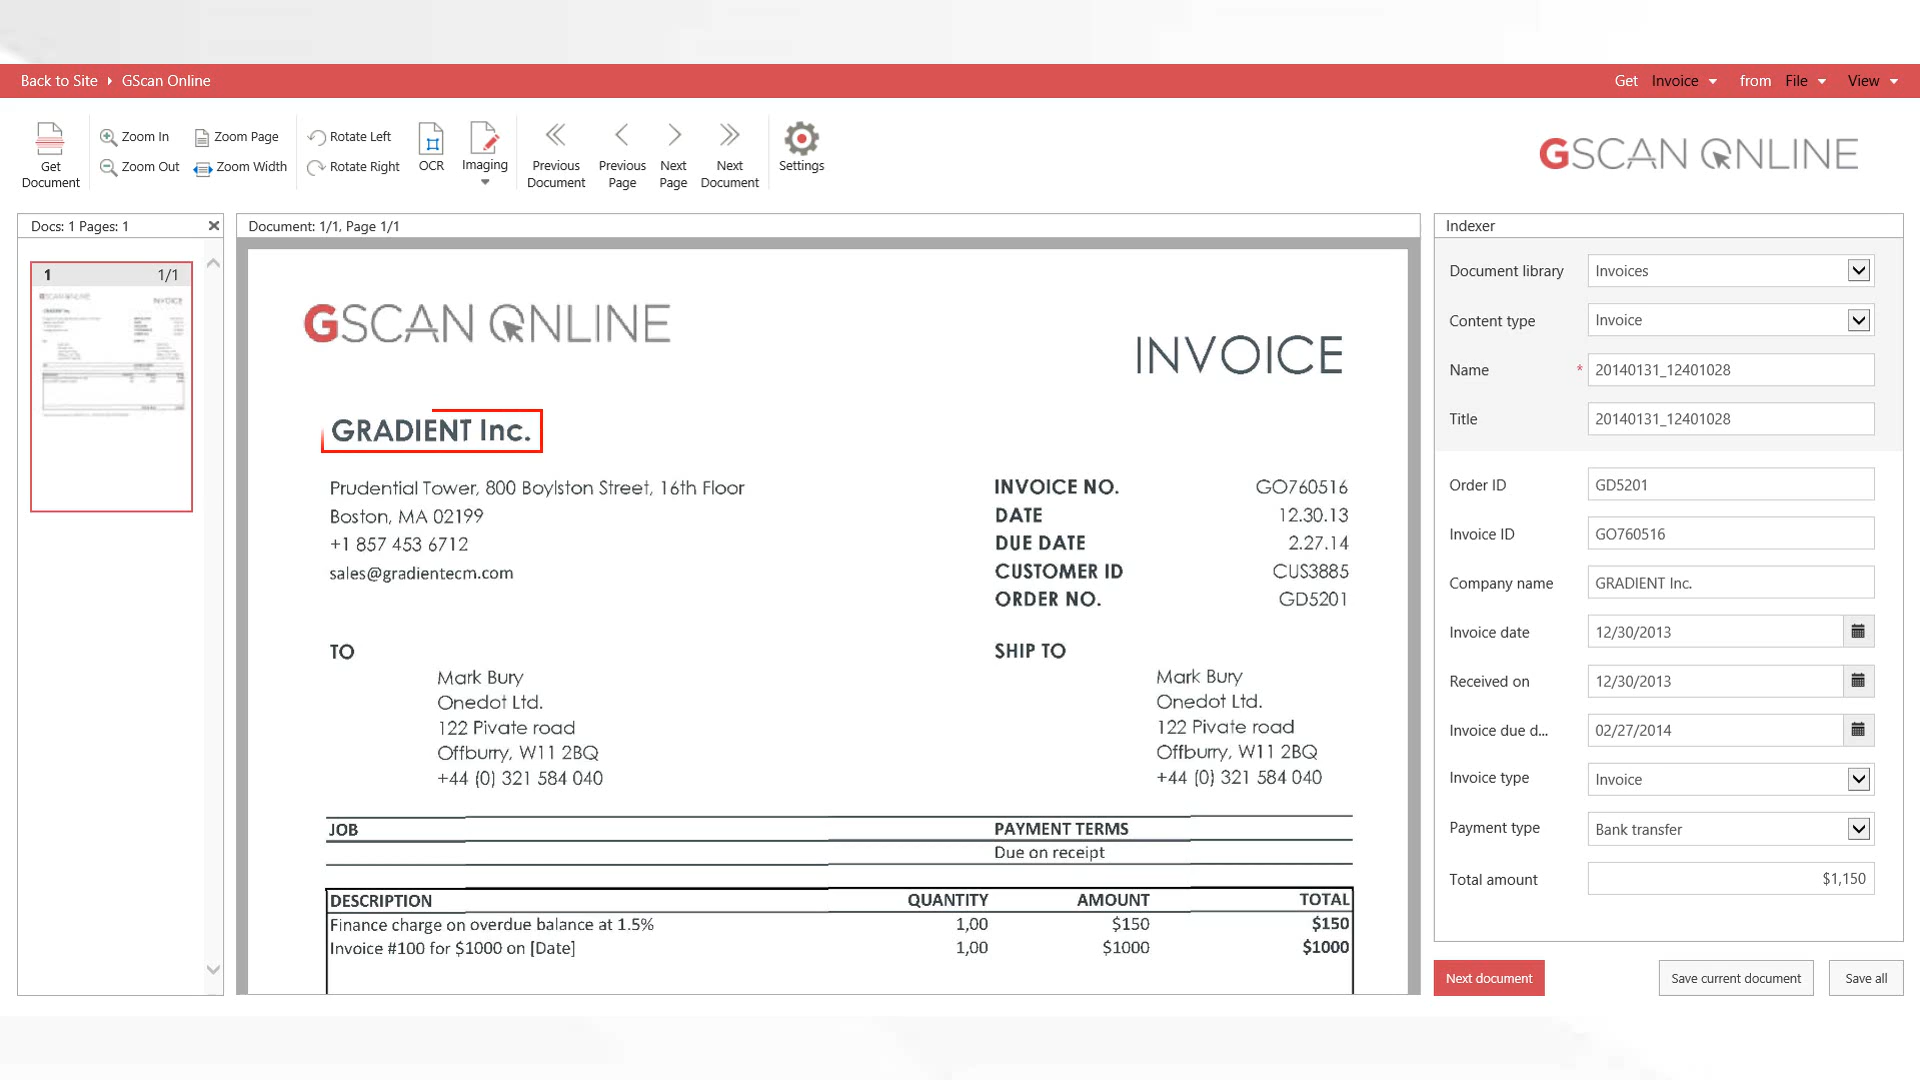 Back to Site GScan Online Get Invoice from File View
Get Document
Zoom In
Zoom Out
Zoom Page
Zoom Width
Rotate Left
Rotate Right
OCR
Imaging
Previous Document
Previous Page
Next Page
Next Document
Settings
GSCAN ONLINE
Docs: 1 Pages: 1
1 1/1
GSCAN ONLINE
INVOICE
Document: 1/1, Page 1/1
GSCAN ONLINE
INVOICE
GRADIENT Inc.
Prudential Tower, 800 Boylston Street, 16th Floor
Boston, MA 02199
+1 857 453 6712
sales@gradientecm.com
INVOICE NO. GO760516
DATE 12.30.13
DUE DATE 2.27.14
CUSTOMER ID CUS3885
ORDER NO. GD5201
TO
Mark Bury
Onedot Ltd.
122 Pivate road
Offburry, W11 2BQ
+44 (0) 321 584 040
SHIP TO
Mark Bury
Onedot Ltd.
122 Pivate road
Offburry, W11 2BQ
+44 (0) 321 584 040
JOB PAYMENT TERMS
Due on receipt
DESCRIPTION QUANTITY AMOUNT TOTAL
Finance charge on overdue balance at 1.5% 1,00 $150 $150
Invoice #100 for $1000 on [Date] 1,00 $1000 $1000
Indexer
Document library Invoices
Content type Invoice
Name * 20140131_12401028
Title 20140131_12401028
Order ID GD5201
Invoice ID GO760516
Company name GRADIENT Inc.
Invoice date 12/30/2013
Received on 12/30/2013
Invoice due d... 02/27/2014
Invoice type Invoice
Payment type Bank transfer
Total amount $1,150
Next document Save current document Save all